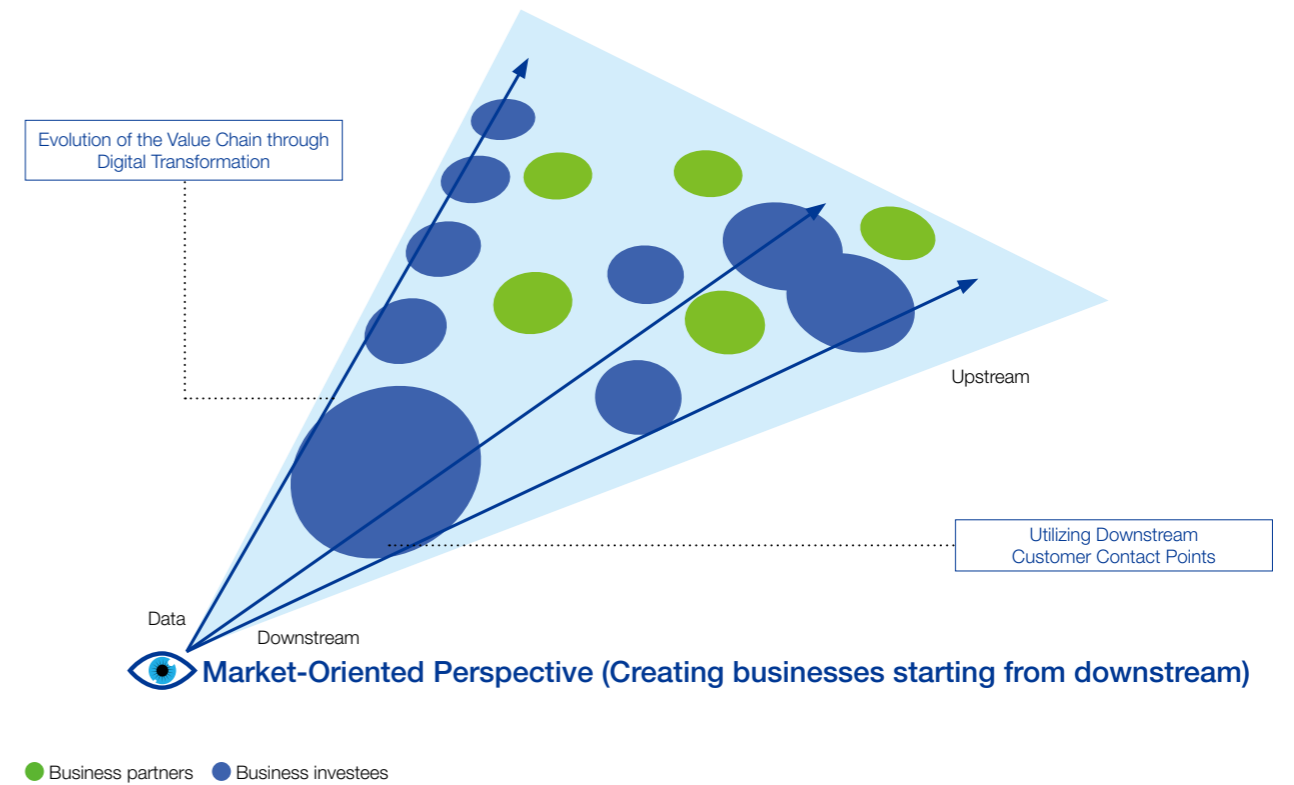 Evolution of the Value Chain through
Digital Transformation
Upstream
Utilizing Downstream
Customer Contact Points
Data
Downstream
Market-Oriented Perspective (Creating businesses starting from downstream)
Business partners
Business investees